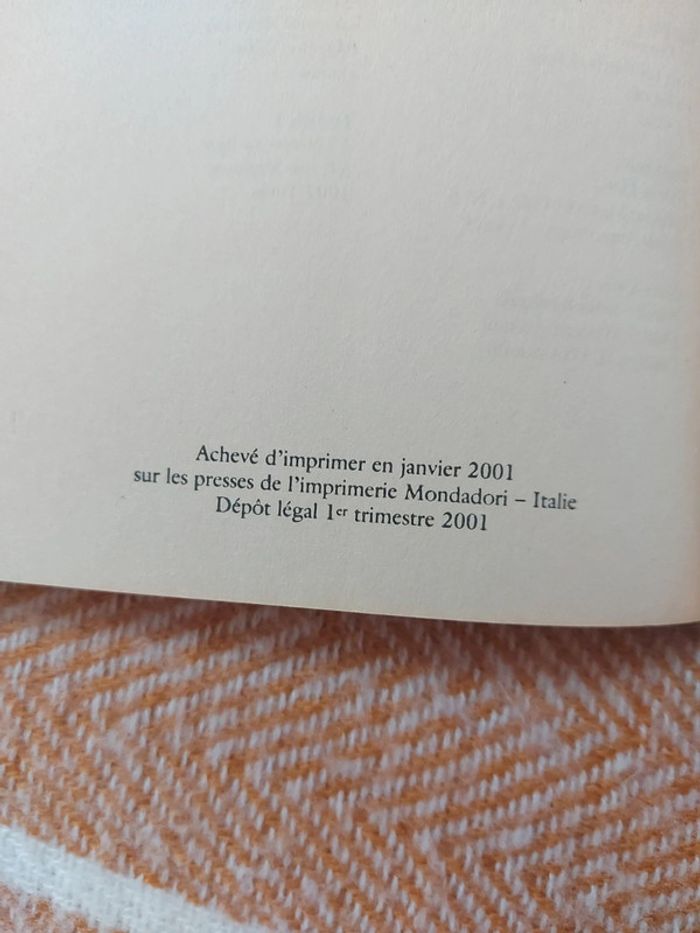 Achevé d'imprimer en janvier 2001
sur les presses de l'imprimerie Mondadori – Italie
Dépôt légal 1er trimestre 2001